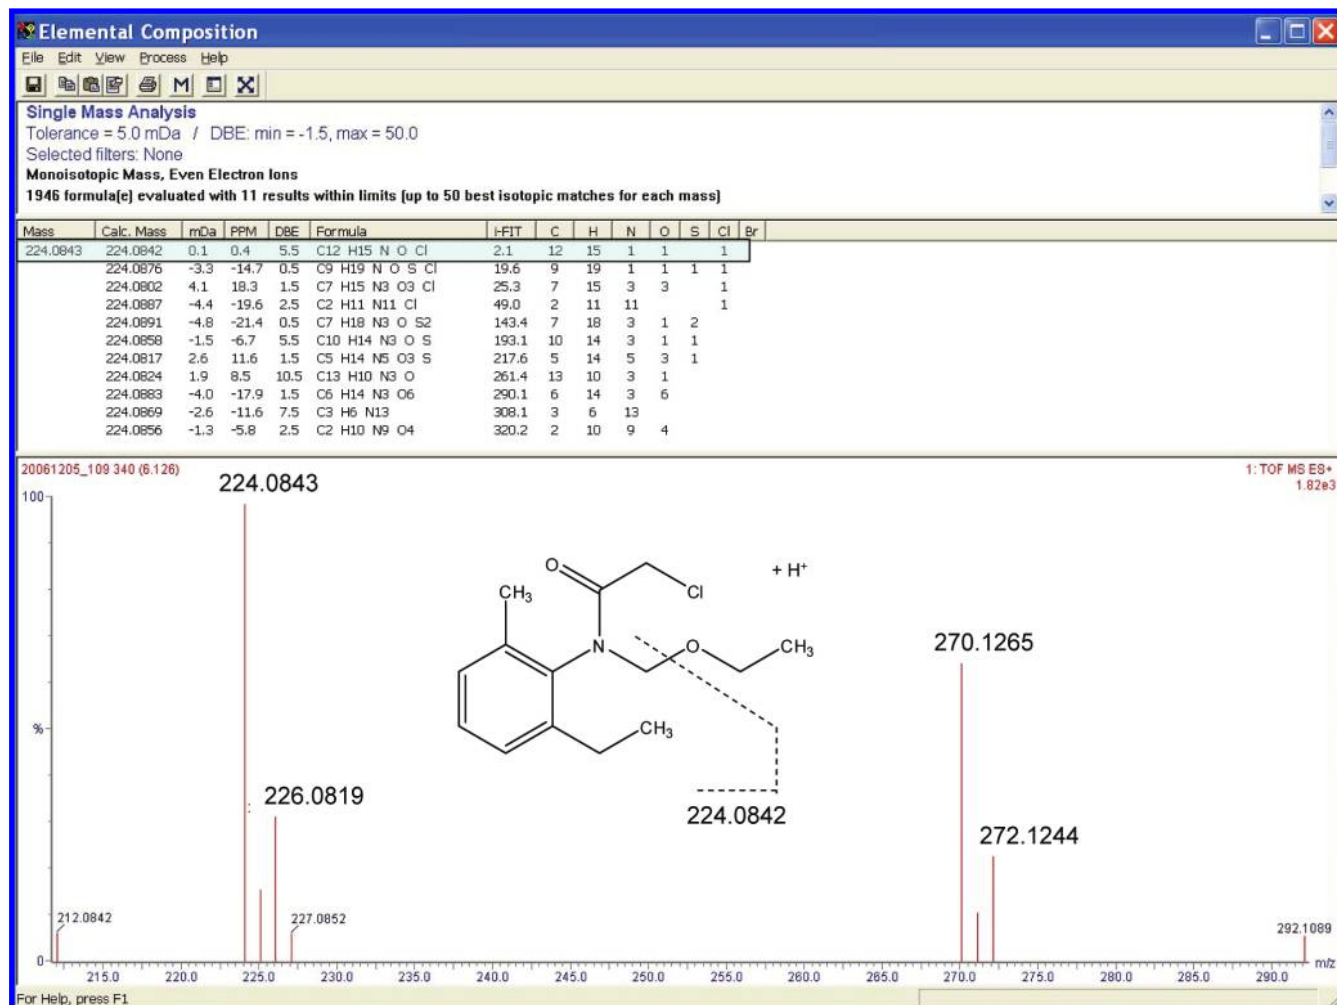 Elemental Composition
File Edit View Process Help
M
Single Mass Analysis
Tolerance = 5.0 mDa / DBE: min = -1.5, max = 50.0
Selected filters: None
Monoisotopic Mass, Even Electron Ions
1946 formula(e) evaluated with 11 results within limits (up to 50 best isotopic matches for each mass)
Mass Calc. Mass mDa PPM DBE Formula i-FIT C H N O S Cl Br
224.0843 224.0842 0.1 0.4 5.5 C12 H15 N O Cl 2.1 12 15 1 1 1
224.0876 -3.3 -14.7 0.5 C9 H19 N O S Cl 19.6 9 19 1 1 1 1
224.0802 4.1 18.3 1.5 C7 H15 N3 O3 Cl 25.3 7 15 3 3 1
224.0887 -4.4 -19.6 2.5 C2 H11 N11 Cl 49.0 2 11 11 1
224.0891 -4.8 -21.4 0.5 C7 H18 N3 O S2 143.4 7 18 3 1 2
224.0858 -1.5 -6.7 5.5 C10 H14 N3 O S 193.1 10 14 3 1 1
224.0817 2.6 11.6 1.5 C5 H14 N5 O3 S 217.6 5 14 5 3 1
224.0824 1.9 8.5 10.5 C13 H10 N3 O 261.4 13 10 3 1
224.0883 -4.0 -17.9 1.5 C6 H14 N3 O6 290.1 6 14 3 6
224.0869 -2.6 -11.6 7.5 C3 H6 N13 308.1 3 6 13
224.0856 -1.3 -5.8 2.5 C2 H10 N9 O4 320.2 2 10 9 4
20061205_109 340 (6.126)
1: TOF MS ES+
1.82e3
224.0843
100
O
+ H⁺
CH₃
Cl
N
O
CH₃
270.1265
CH₃
%
226.0819
224.0842
272.1244
212.0842
227.0852
292.1089
0
215.0 220.0 225.0 230.0 235.0 240.0 245.0 250.0 255.0 260.0 265.0 270.0 275.0 280.0 285.0 290.0 m/z
For Help, press F1